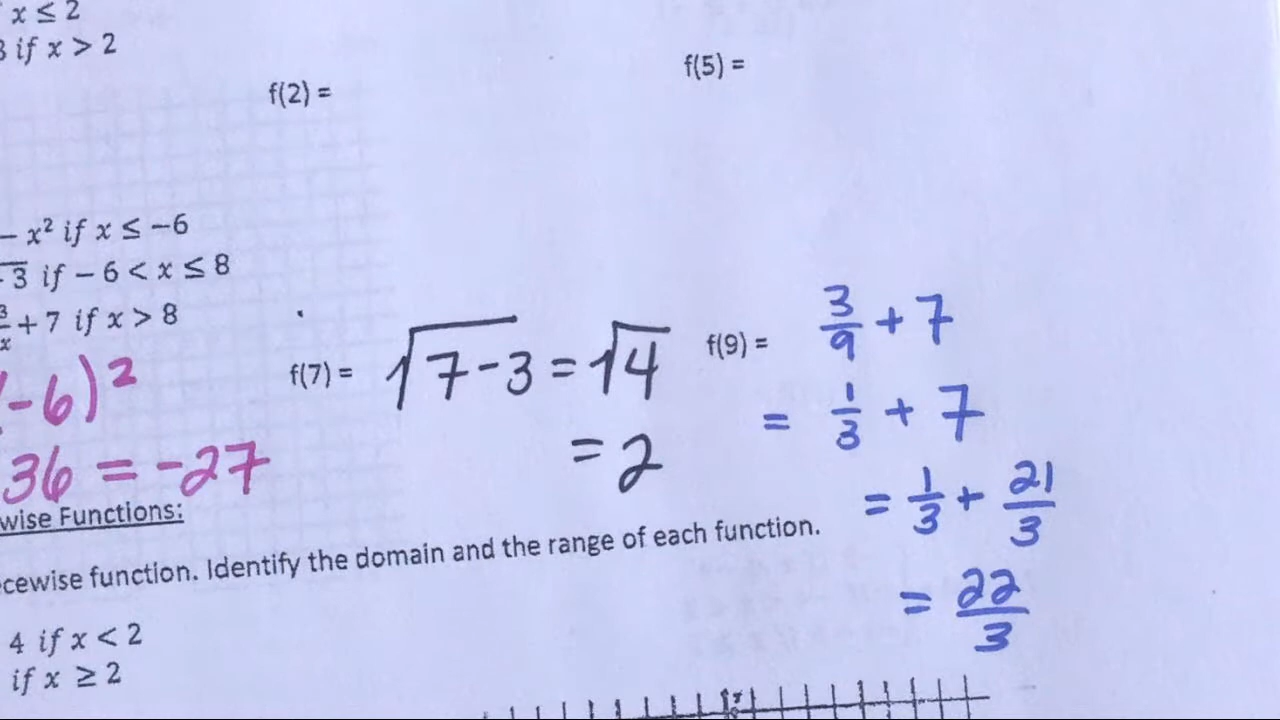 x ≤ 2
3 if x > 2
f(2) =
f(5) =
− x² if x ≤ −6
3 if − 6 < x ≤ 8
3/x + 7 if x > 8
(−6)²
36 = −27
f(7) = √(7−3) = √4
= 2
f(9) = 3/9 + 7
= 1/3 + 7
= 1/3 + 21/3
= 22/3
wise Functions:
cewise function. Identify the domain and the range of each function.
4 if x < 2
if x ≥ 2